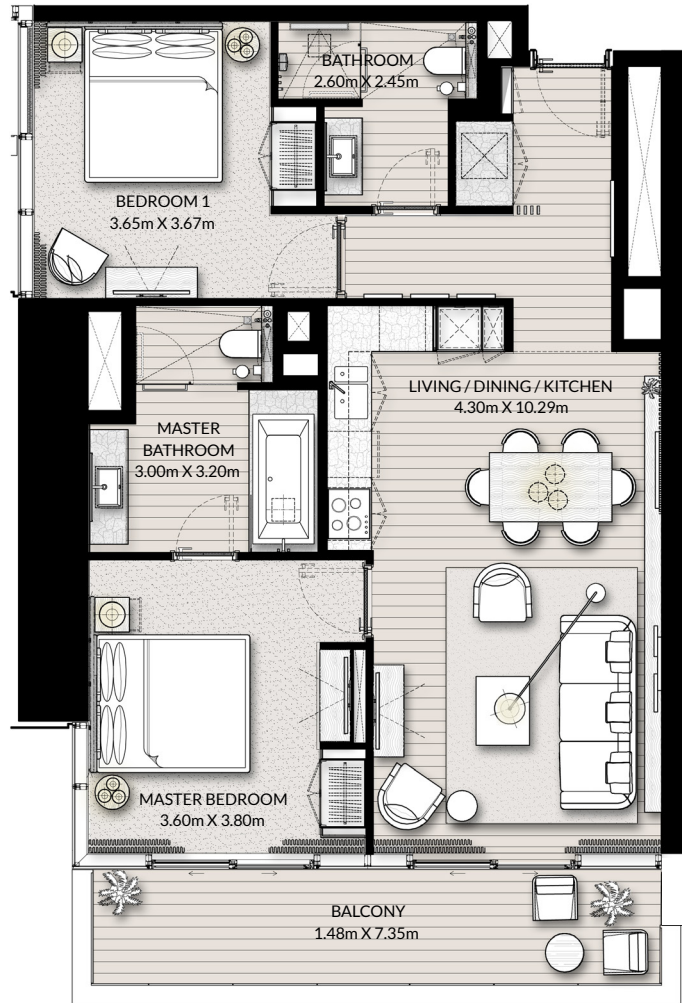 BATHROOM
2.60m X 2.45m
BEDROOM 1
3.65m X 3.67m
LIVING / DINING / KITCHEN
4.30m X 10.29m
MASTER
BATHROOM
3.00m X 3.20m
MASTER BEDROOM
3.60m X 3.80m
BALCONY
1.48m X 7.35m